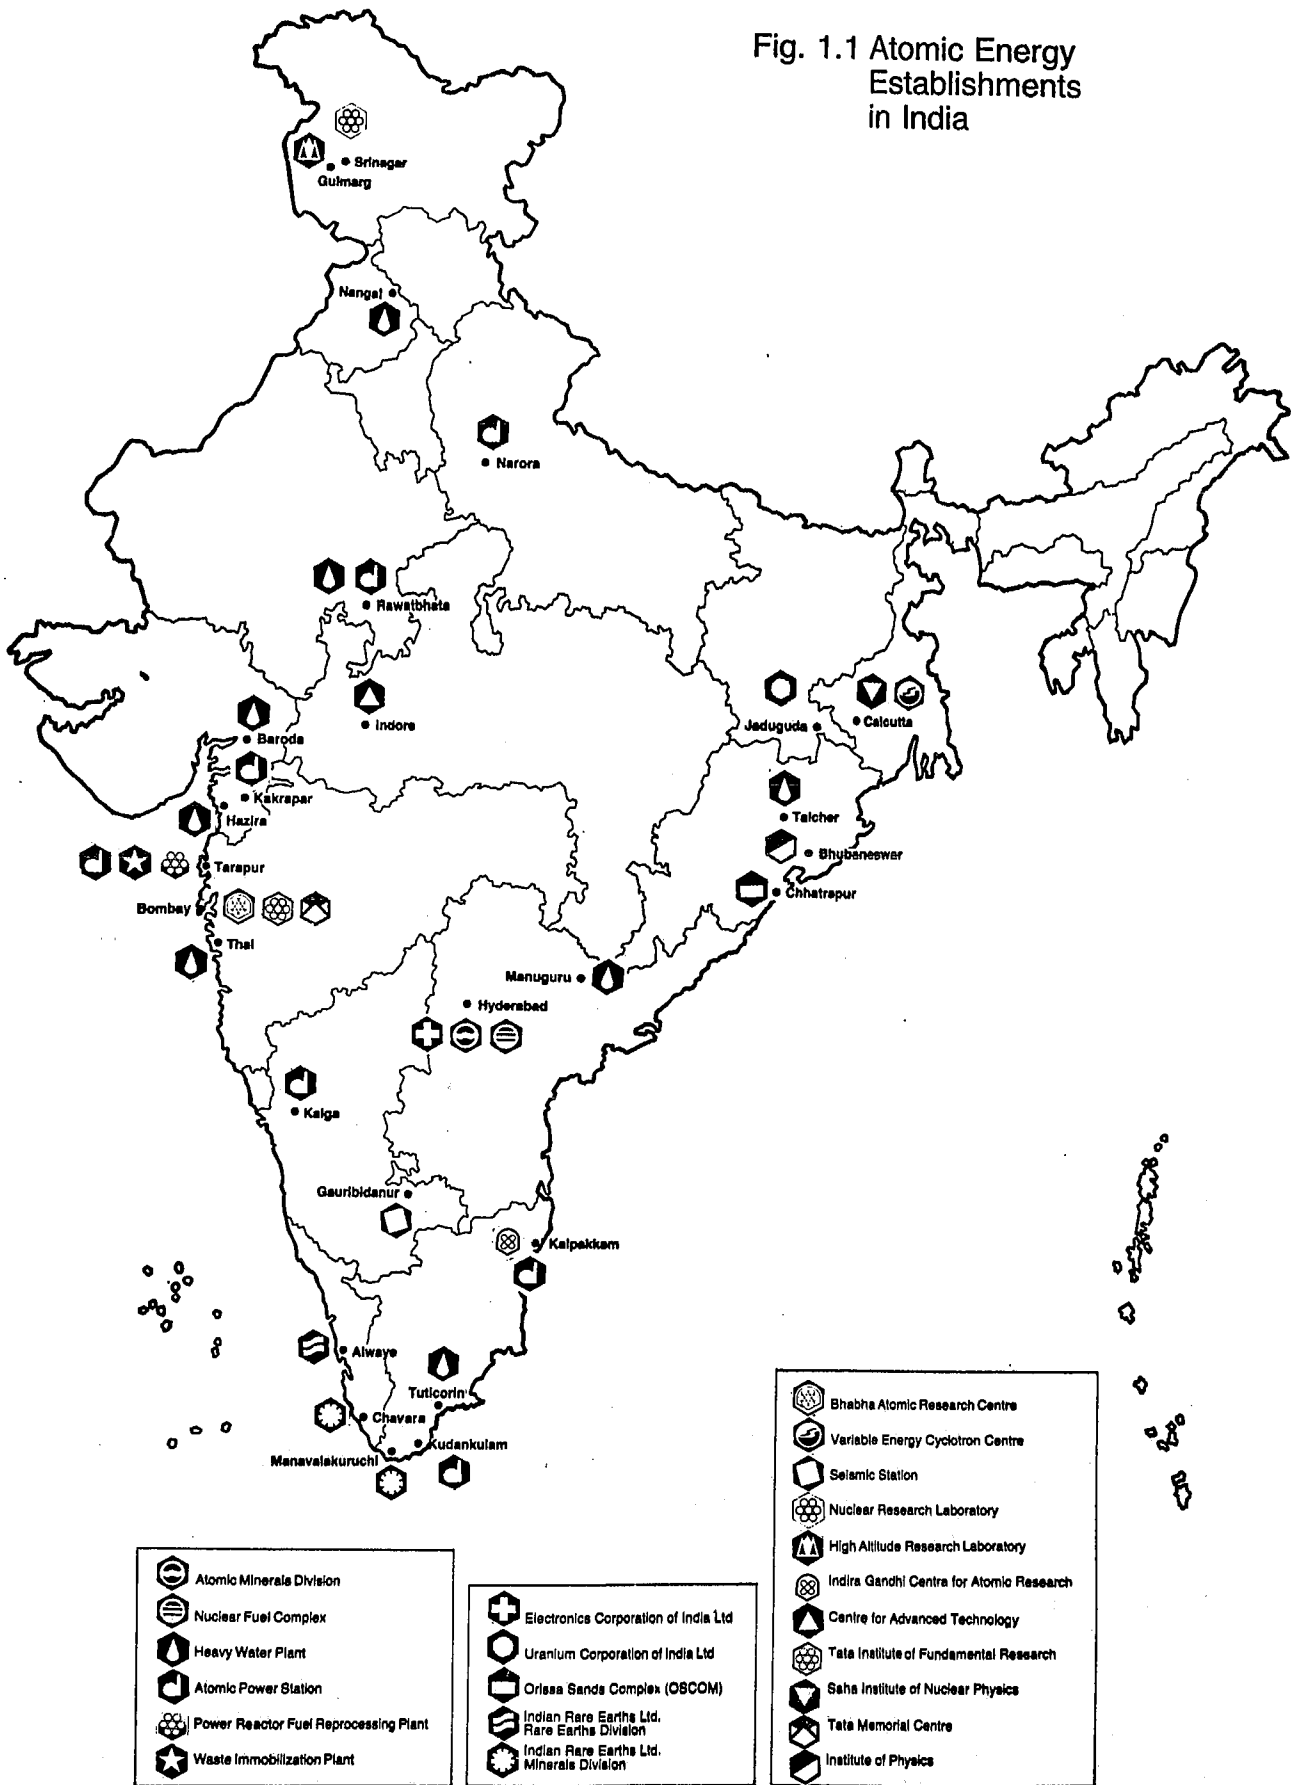 Fig. 1.1 Atomic Energy
Establishments
in India
Srinagar
Gulmarg
Nangal
Narora
Rawatbhata
Indore
Baroda
Jaduguda
Calcutta
Kakrapar
Hazira
Talcher
Bhubaneswar
Tarapur
Chhatrapur
Bombay
Thal
Manuguru
Hyderabad
Kaiga
Gauribidanur
Kalpakkam
Alwaye
Tuticorin
Chavara
Kudankulam
Manavalakuruchi
Atomic Minerals Division
Nuclear Fuel Complex
Heavy Water Plant
Atomic Power Station
Power Reactor Fuel Reprocessing Plant
Waste Immobilization Plant
Electronics Corporation of India Ltd
Uranium Corporation of India Ltd
Orissa Sands Complex (OSCOM)
Indian Rare Earths Ltd.
Rare Earths Division
Indian Rare Earths Ltd.
Minerals Division
Bhabha Atomic Research Centre
Variable Energy Cyclotron Centre
Seismic Station
Nuclear Research Laboratory
High Altitude Research Laboratory
Indira Gandhi Centra for Atomic Research
Centre for Advanced Technology
Tata Institute of Fundamental Research
Saha Institute of Nuclear Physics
Tata Memorial Centre
Institute of Physics